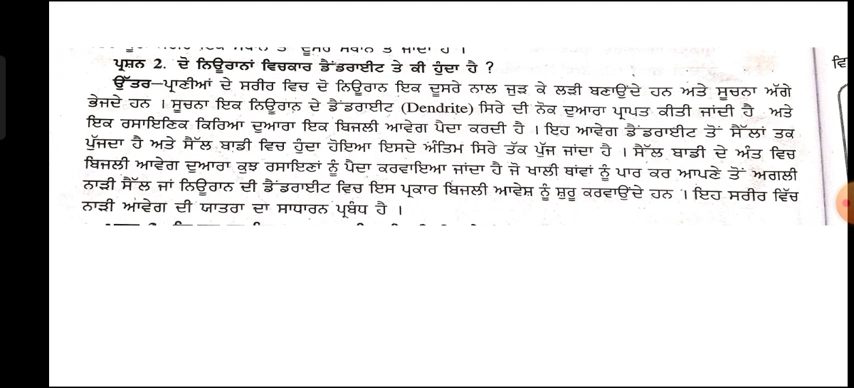 ਪ੍ਰਸ਼ਨ 2. ਦੋ ਨਿਊਰਾਨਾਂ ਵਿਚਕਾਰ ਡੈਂਡਰਾਈਟ ਤੇ ਕੀ ਹੁੰਦਾ ਹੈ ?
ਉੱਤਰ—ਪ੍ਰਾਣੀਆਂ ਦੇ ਸਰੀਰ ਵਿਚ ਦੋ ਨਿਊਰਾਨ ਇਕ ਦੂਸਰੇ ਨਾਲ ਜੁੜ ਕੇ ਲੜੀ ਬਣਾਉਂਦੇ ਹਨ ਅਤੇ ਸੂਚਨਾ ਅੱਗੇ
ਭੇਜਦੇ ਹਨ । ਸੂਚਨਾ ਇਕ ਨਿਊਰਾਨ ਦੇ ਡੈਂਡਰਾਈਟ (Dendrite) ਸਿਰੇ ਦੀ ਨੋਕ ਦੁਆਰਾ ਪ੍ਰਾਪਤ ਕੀਤੀ ਜਾਂਦੀ ਹੈ ਅਤੇ
ਇਕ ਰਸਾਇਣਿਕ ਕਿਰਿਆ ਦੁਆਰਾ ਇਕ ਬਿਜਲੀ ਆਵੇਗ ਪੈਦਾ ਕਰਦੀ ਹੈ । ਇਹ ਆਵੇਗ ਡੈਂਡਰਾਈਟ ਤੋਂ ਸੈੱਲਾਂ ਤਕ
ਪੁੱਜਦਾ ਹੈ ਅਤੇ ਸੈੱਲ ਬਾਡੀ ਵਿਚ ਹੁੰਦਾ ਹੋਇਆ ਇਸਦੇ ਅੰਤਿਮ ਸਿਰੇ ਤੱਕ ਪੁੱਜ ਜਾਂਦਾ ਹੈ । ਸੈੱਲ ਬਾਡੀ ਦੇ ਅੰਤ ਵਿਚ
ਬਿਜਲੀ ਆਵੇਗ ਦੁਆਰਾ ਕੁਝ ਰਸਾਇਣਾਂ ਨੂੰ ਪੈਦਾ ਕਰਵਾਇਆ ਜਾਂਦਾ ਹੈ ਜੋ ਖਾਲੀ ਥਾਂਵਾਂ ਨੂੰ ਪਾਰ ਕਰ ਆਪਣੇ ਤੋਂ ਅਗਲੀ
ਨਾੜੀ ਸੈੱਲ ਜਾਂ ਨਿਊਰਾਨ ਦੀ ਡੈਂਡਰਾਈਟ ਵਿਚ ਇਸ ਪ੍ਰਕਾਰ ਬਿਜਲੀ ਆਵੇਸ਼ ਨੂੰ ਸ਼ੁਰੂ ਕਰਵਾਉਂਦੇ ਹਨ । ਇਹ ਸਰੀਰ ਵਿੱਚ
ਨਾੜੀ ਆਂਵੇਗ ਦੀ ਯਾਤਰਾ ਦਾ ਸਾਧਾਰਨ ਪ੍ਰਬੰਧ ਹੈ ।